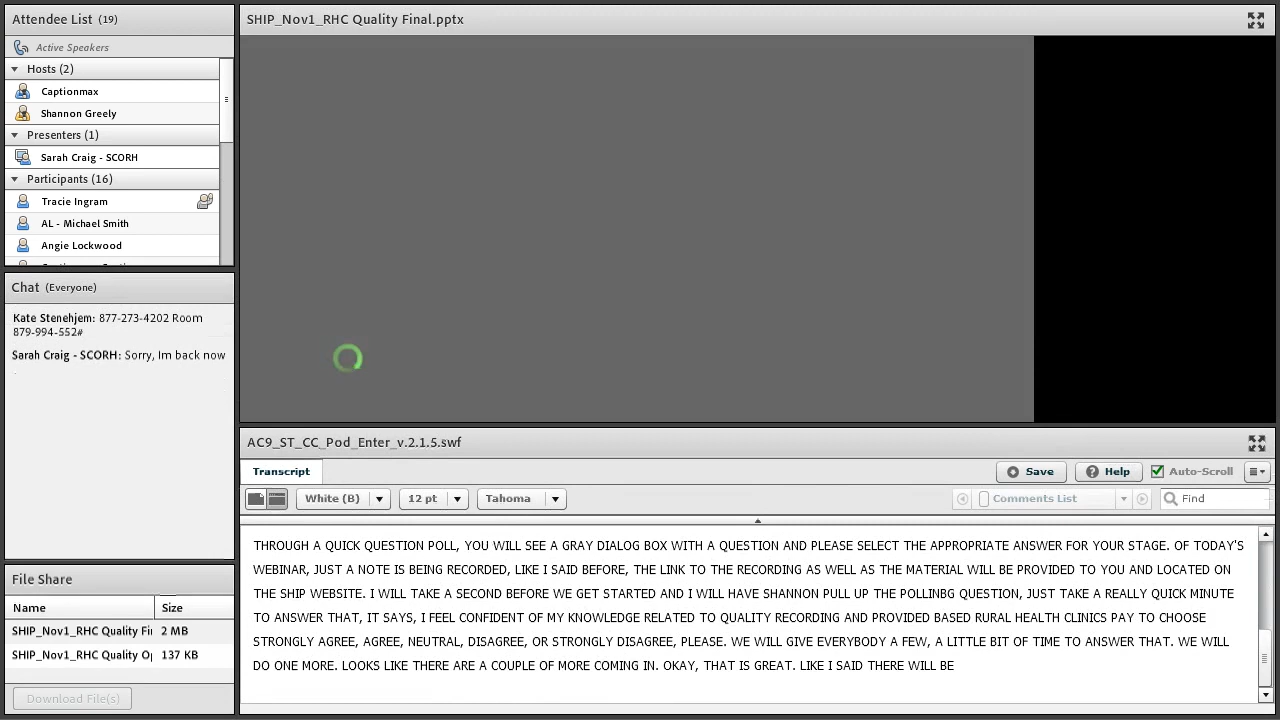 Attendee List (19)
Active Speakers
Hosts (2)
Captionmax
Shannon Greely
Presenters (1)
Sarah Craig - SCORH
Participants (16)
Tracie Ingram
AL - Michael Smith
Angie Lockwood
Chat (Everyone)
Kate Stenehjem: 877-273-4202 Room
879-994-552#
Sarah Craig - SCORH: Sorry, Im back now
File Share
Name Size
SHIP_Nov1_RHC Quality Fi 2 MB
SHIP_Nov1_RHC Quality O 137 KB
Download File(s)
SHIP_Nov1_RHC Quality Final.pptx
AC9_ST_CC_Pod_Enter_v.2.1.5.swf
Transcript Save Help Auto-Scroll
White (B) 12 pt Tahoma Comments List Find
THROUGH A QUICK QUESTION POLL, YOU WILL SEE A GRAY DIALOG BOX WITH A QUESTION AND PLEASE SELECT THE APPROPRIATE ANSWER FOR YOUR STAGE. OF TODAY'S
WEBINAR, JUST A NOTE IS BEING RECORDED, LIKE I SAID BEFORE, THE LINK TO THE RECORDING AS WELL AS THE MATERIAL WILL BE PROVIDED TO YOU AND LOCATED ON
THE SHIP WEBSITE. I WILL TAKE A SECOND BEFORE WE GET STARTED AND I WILL HAVE SHANNON PULL UP THE POLLINBG QUESTION, JUST TAKE A REALLY QUICK MINUTE
TO ANSWER THAT, IT SAYS, I FEEL CONFIDENT OF MY KNOWLEDGE RELATED TO QUALITY RECORDING AND PROVIDED BASED RURAL HEALTH CLINICS PAY TO CHOOSE
STRONGLY AGREE, AGREE, NEUTRAL, DISAGREE, OR STRONGLY DISAGREE, PLEASE. WE WILL GIVE EVERYBODY A FEW, A LITTLE BIT OF TIME TO ANSWER THAT. WE WILL
DO ONE MORE. LOOKS LIKE THERE ARE A COUPLE OF MORE COMING IN. OKAY, THAT IS GREAT. LIKE I SAID THERE WILL BE